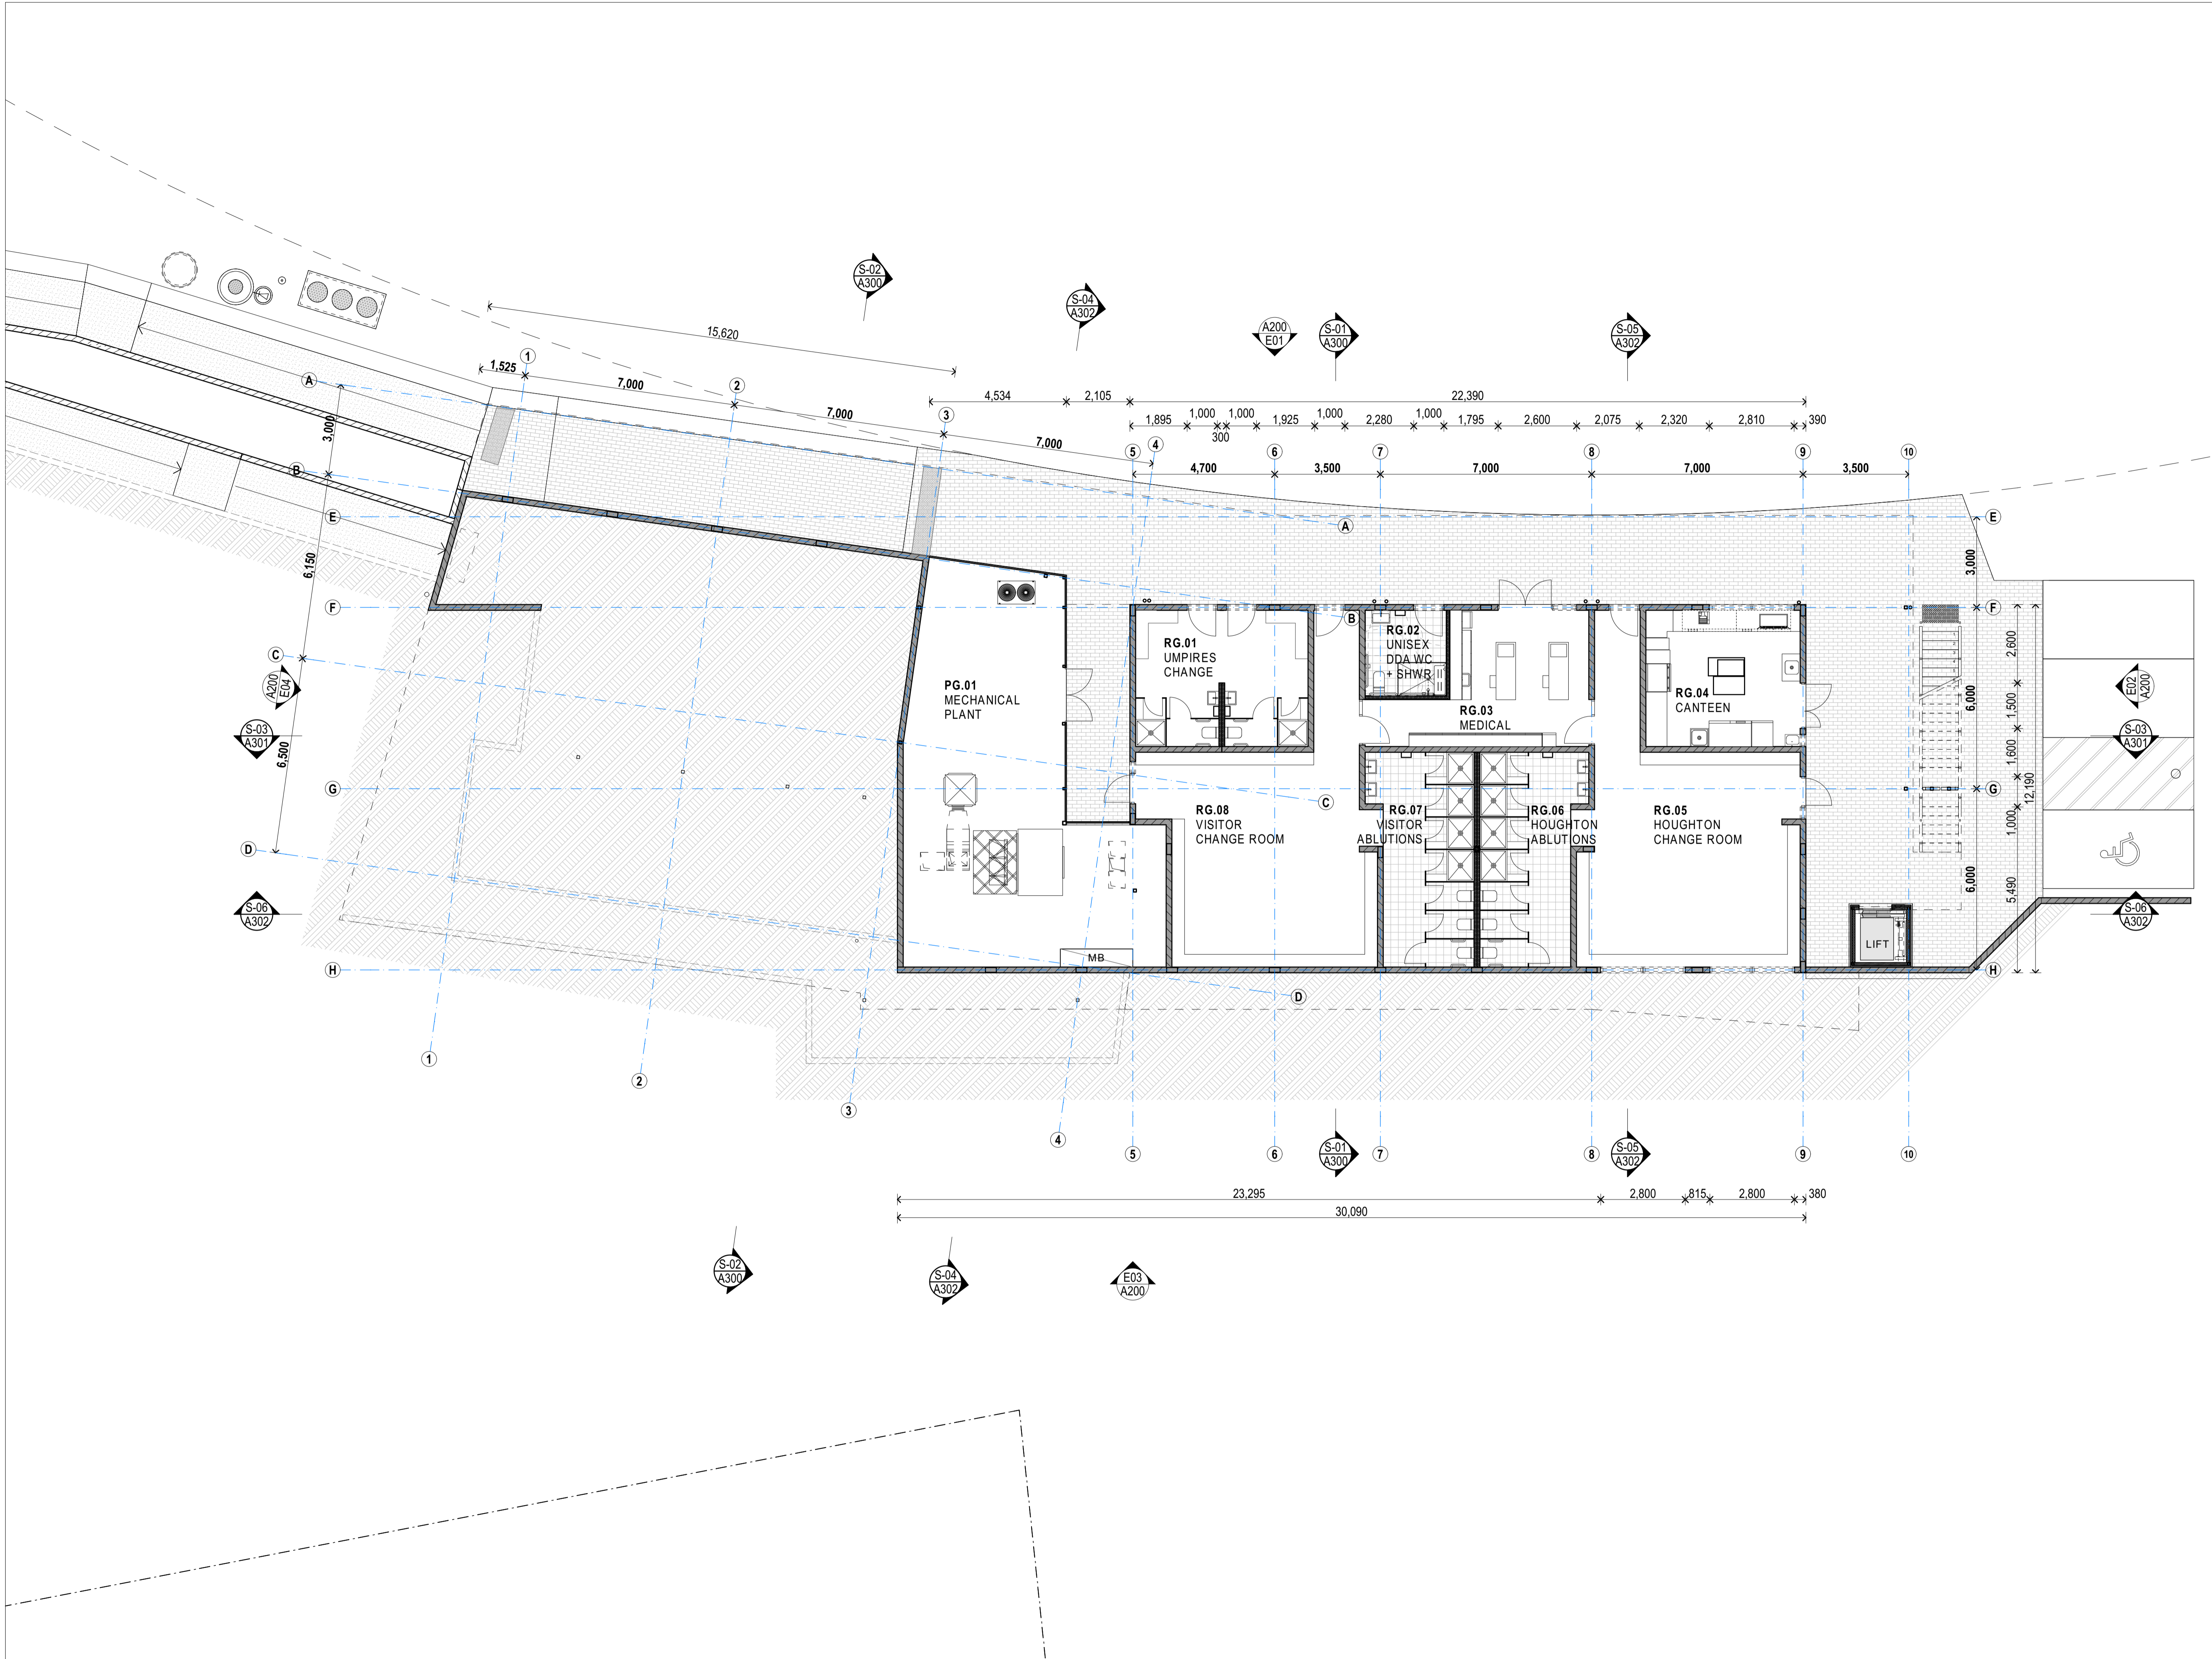 S-02
A300
S-04
A302
A200
E01
S-01
A300
S-05
A302
15,620
1,525
1
7,000
2
7,000
3
7,000
4
A
3,000
B
4,534
2,105
22,390
1,895
1,000
300
1,000
1,925
1,000
2,280
1,000
1,795
2,600
2,075
2,320
2,810
390
5
6
7
8
9
10
4,700
3,500
7,000
7,000
3,500
E
A
E
3,000
6,150
F
B
F
RG.01
UMPIRES
CHANGE
RG.02
UNISEX
DDA WC
+ SHWR
RG.03
MEDICAL
RG.04
CANTEEN
PG.01
MECHANICAL
PLANT
C
A200
E04
S-03
A301
6,500
2,600
6,000
1,500
1,600
12,190
E02
A200
S-03
A301
G
C
G
RG.08
VISITOR
CHANGE ROOM
RG.07
VISITOR
ABLUTIONS
RG.06
HOUGHTON
ABLUTIONS
RG.05
HOUGHTON
CHANGE ROOM
1,000
6,000
5,490
D
S-06
A302
S-06
A302
LIFT
MB
H
D
H
1
2
3
4
5
6
7
8
9
10
S-01
A300
S-05
A302
23,295
2,800
815
2,800
380
30,090
S-02
A300
S-04
A302
E03
A200